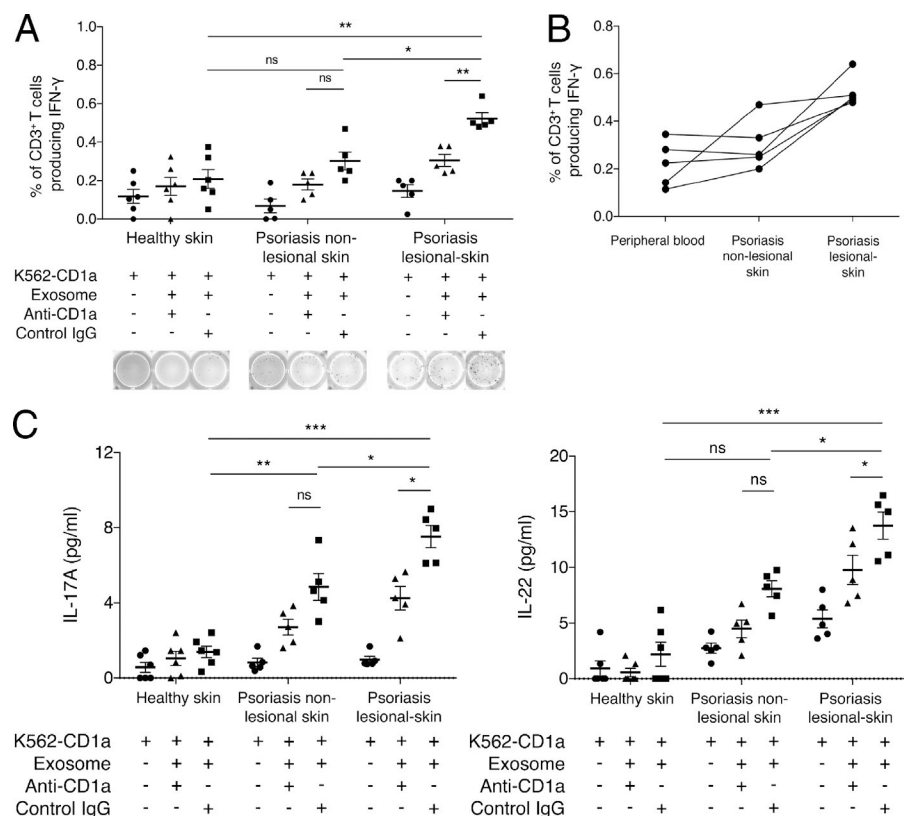 A
% of CD3⁺ T cells
producing IFN-γ
1.0
0.8
0.6
0.4
0.2
0.0
**
*
ns
ns
**
Healthy skin
Psoriasis non-
lesional skin
Psoriasis
lesional-skin
K562-CD1a + + + + + + + + +
Exosome - + + - + + - + +
Anti-CD1a - + - - + - - + -
Control IgG - - + - - + - - +
B
% of CD3⁺ T cells
producing IFN-γ
0.8
0.6
0.4
0.2
0.0
Peripheral blood
Psoriasis
non-lesional
skin
Psoriasis
lesional-
skin
C
IL-17A (pg/ml)
12
8
4
0
***
**
*
ns
*
Healthy skin
Psoriasis non-
lesional skin
Psoriasis
lesional-skin
K562-CD1a + + + + + + + + +
Exosome - + + - + + - + +
Anti-CD1a - + - - + - - + -
Control IgG - - + - - + - - +
IL-22 (pg/ml)
20
15
10
5
0
***
ns
*
ns
*
Healthy skin
Psoriasis non-
lesional skin
Psoriasis
lesional-skin
K562-CD1a + + + + + + + + +
Exosome - + + - + + - + +
Anti-CD1a - + - - + - - + -
Control IgG - - + - - + - - +